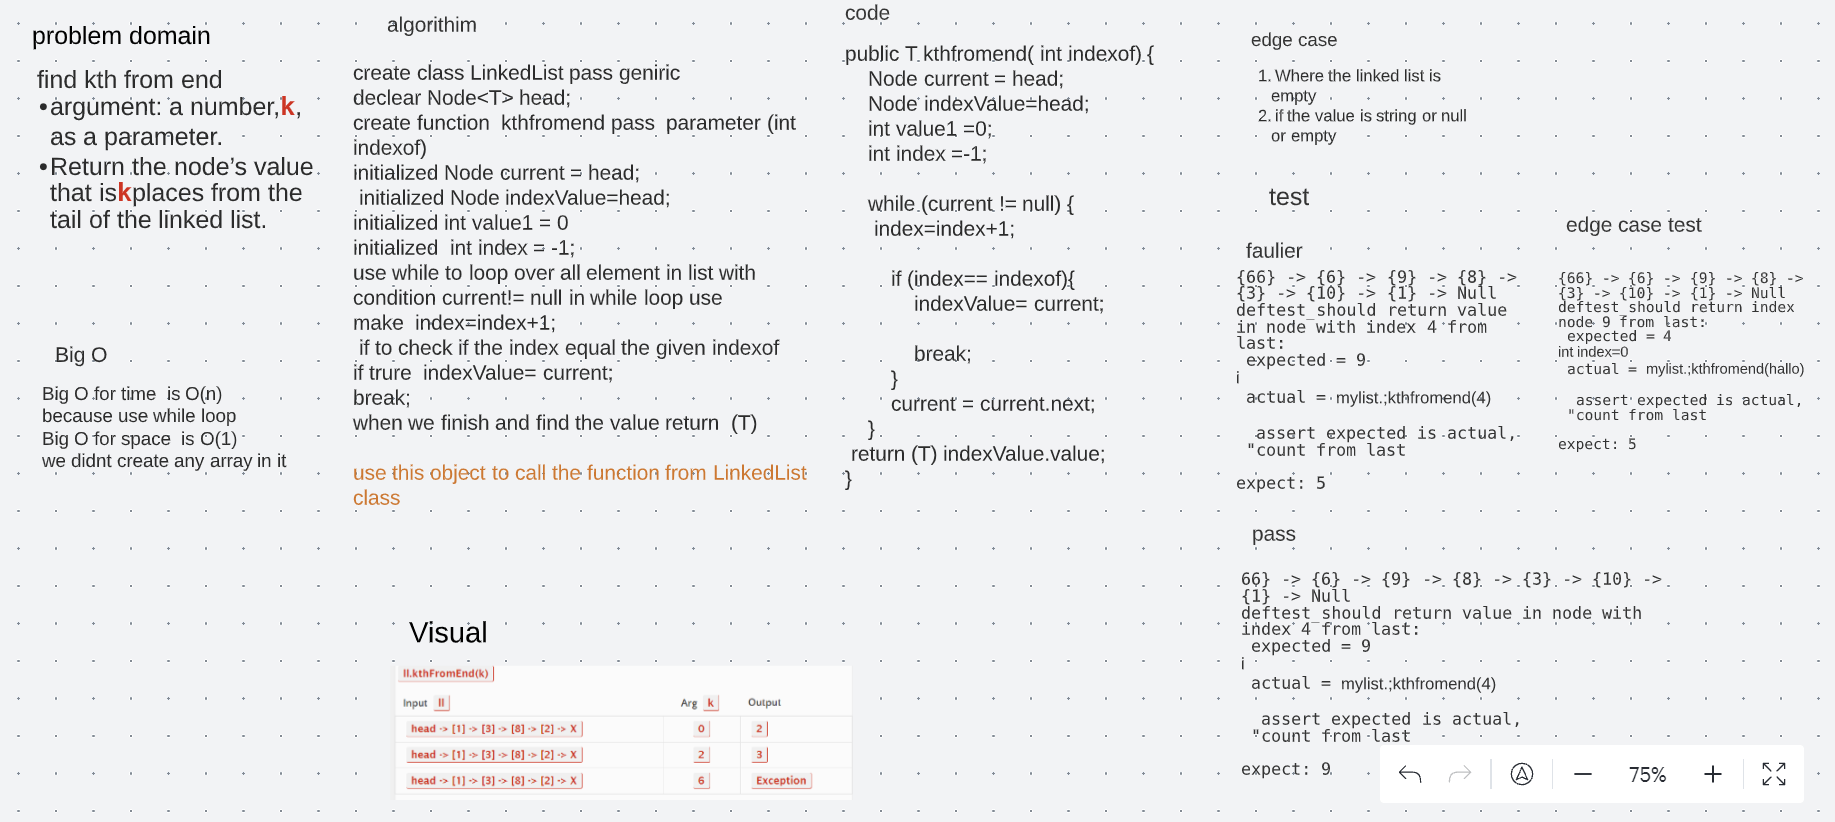 problem domain
find kth from end
•argument: a number,k,
as a parameter.
•Return the node’s value
that iskplaces from the
tail of the linked list.
Big O
Big O for time  is O(n)
because use while loop
Big O for space  is O(1)
we didnt create any array in it
algorithim
create class LinkedList pass geniric
declear Node<T> head;
create function  kthfromend pass  parameter (int
indexof)
initialized Node current = head;
initialized Node indexValue=head;
initialized int value1 = 0
initialized  int index = -1;
use while to loop over all element in list with
condition current!= null in while loop use
make  index=index+1;
if to check if the index equal the given indexof
if trure  indexValue= current;
break;
when we finish and find the value return  (T)
use this object to call the function from LinkedList
class
Visual
ll.kthFromEnd(k)
Input ll Arg k Output
head -> [1] -> [3] -> [8] -> [2] -> X 0 2
head -> [1] -> [3] -> [8] -> [2] -> X 2 3
head -> [1] -> [3] -> [8] -> [2] -> X 6 Exception
code
public T kthfromend( int indexof) {
Node current = head;
Node indexValue=head;
int value1 =0;
int index =-1;
while (current != null) {
index=index+1;
if (index== indexof){
indexValue= current;
break;
}
current = current.next;
}
return (T) indexValue.value;
}
edge case
1. Where the linked list is
empty
2. if the value is string or null
or empty
test
faulier
{66} -> {6} -> {9} -> {8} ->
{3} -> {10} -> {1} -> Null
deftest_should return value
in node with index 4 from
last:
expected = 9
i
actual = mylist.;kthfromend(4)
assert expected is actual,
"count from last
expect: 5
edge case test
{66} -> {6} -> {9} -> {8} ->
{3} -> {10} -> {1} -> Null
deftest_should return index
node 9 from last:
expected = 4
int index=0
actual = mylist.;kthfromend(hallo)
assert expected is actual,
"count from last
expect: 5
pass
66} -> {6} -> {9} -> {8} -> {3} -> {10} ->
{1} -> Null
deftest_should return value in node with
index 4 from last:
expected = 9
i
actual = mylist.;kthfromend(4)
assert expected is actual,
"count from last
expect: 9
75%